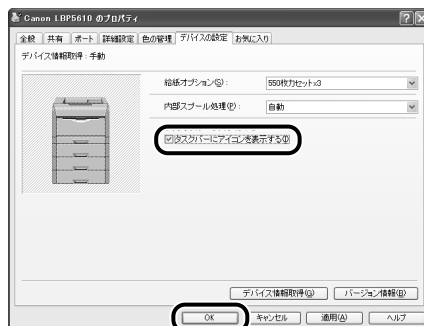 Canon LBP5610 のプロパティ
全般 共有 ポート 詳細設定 色の管理 デバイスの設定 お気に入り
デバイス情報取得：手動
給紙オプション(S)： 550枚カセットx3
内部スプール処理(P)： 自動
タスクバーにアイコンを表示する(I)
デバイス情報取得(G) バージョン情報(B)
OK キャンセル 適用(A) ヘルプ